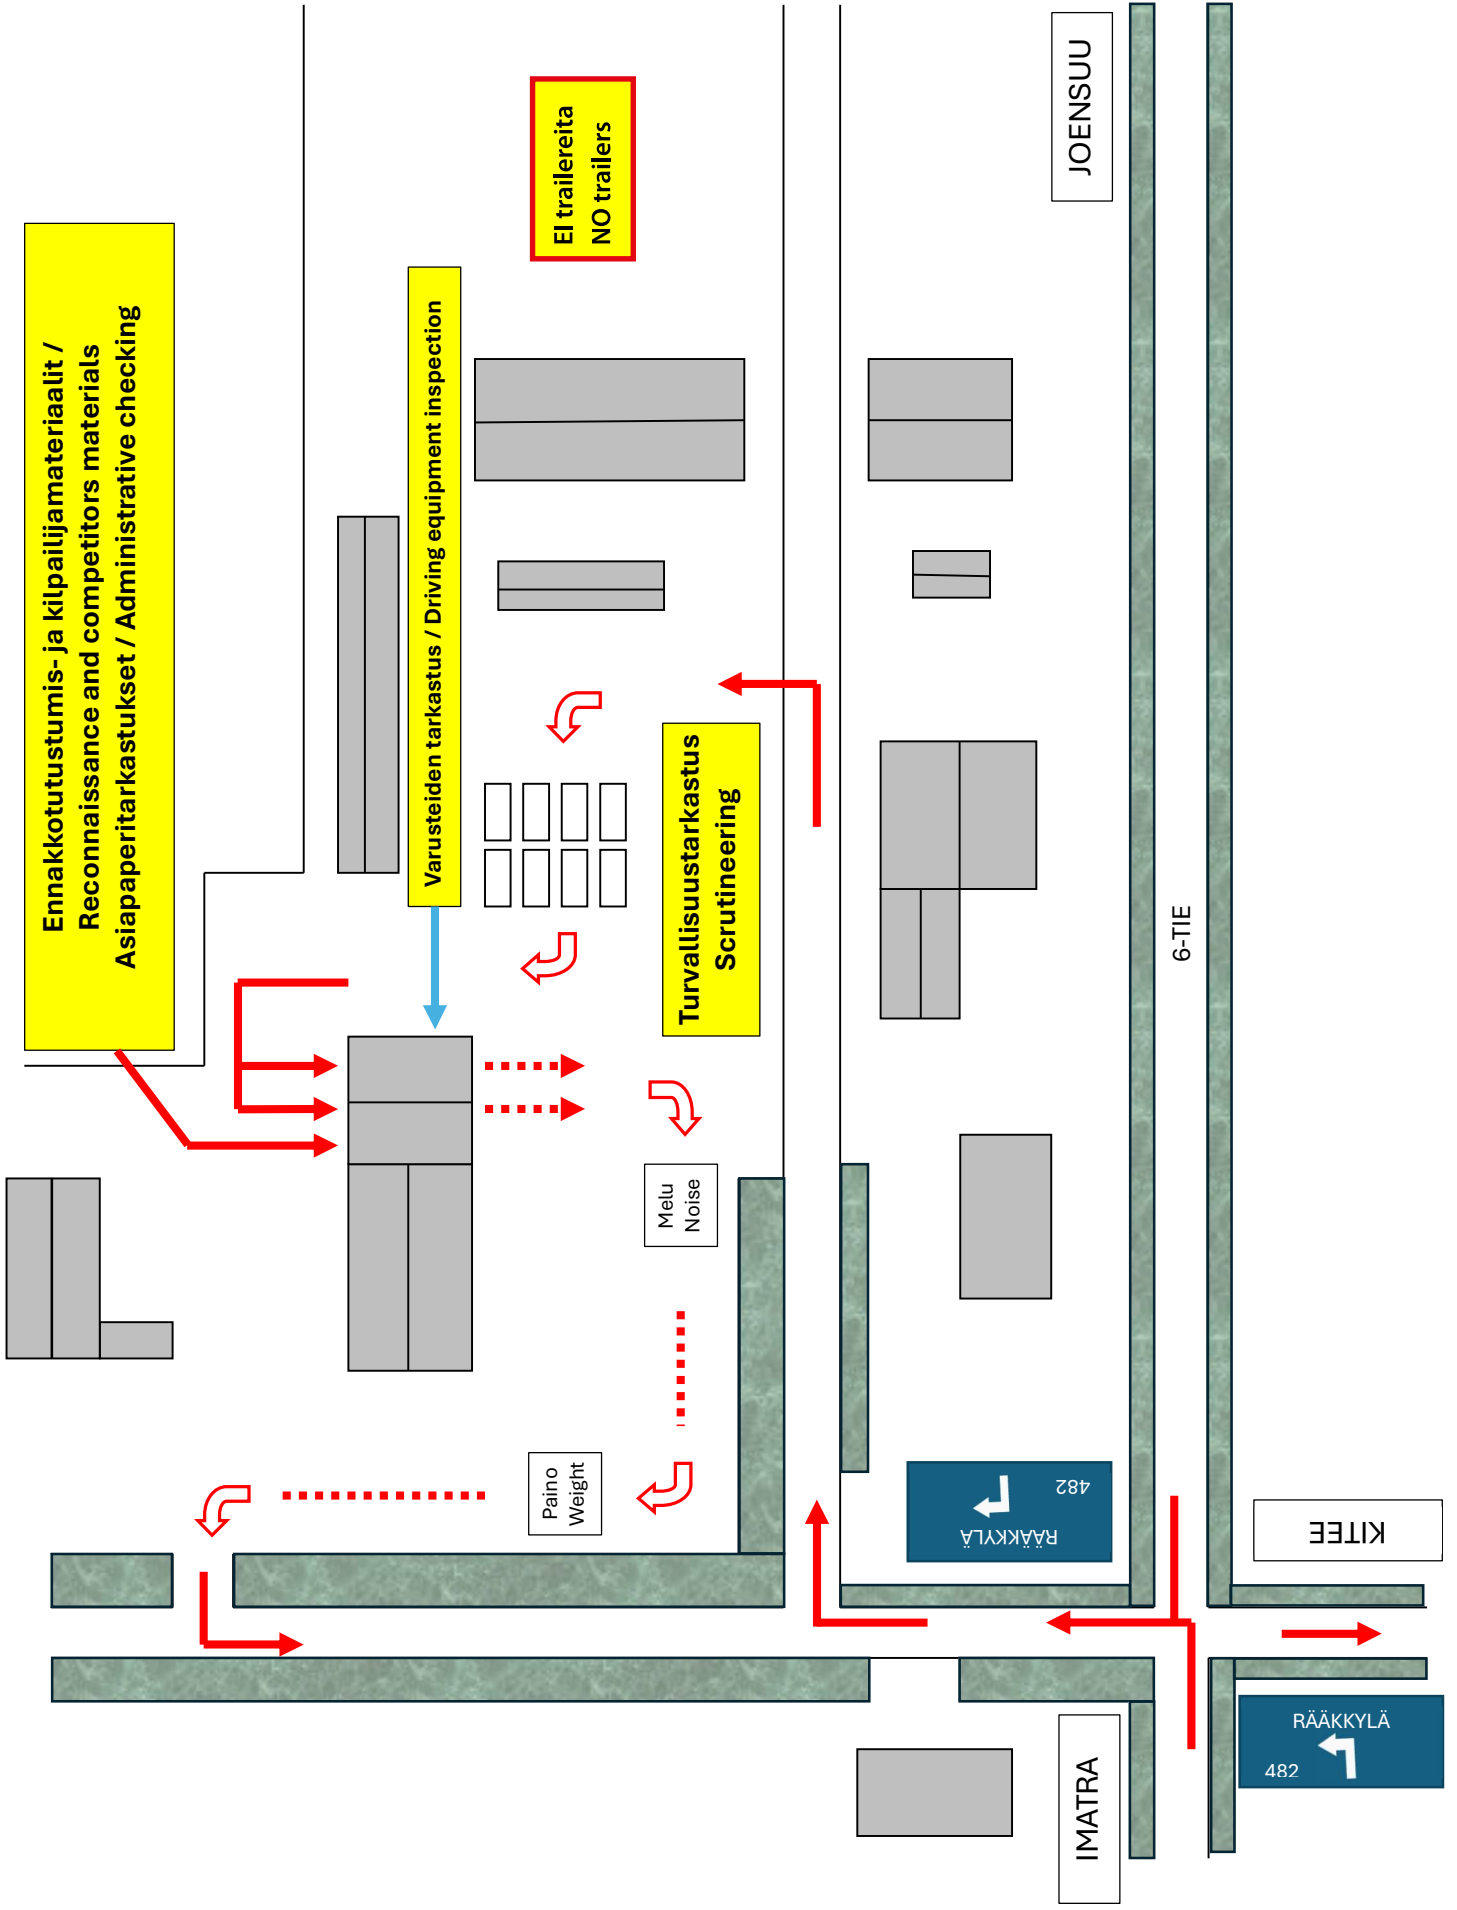 Ennakkotutustumis- ja kilpailijamateriaalit /
Reconnaissance and competitors materials
Asiapaperitarkastukset / Administrative checking
EI trailereita
NO trailers
Varusteiden tarkastus / Driving equipment inspection
Turvallisuustarkastus
Scrutineering
Melu
Noise
Paino
Weight
JOENSUU
6-TIE
RÄÄKKYLÄ
482
KITEE
IMATRA
RÄÄKKYLÄ
482